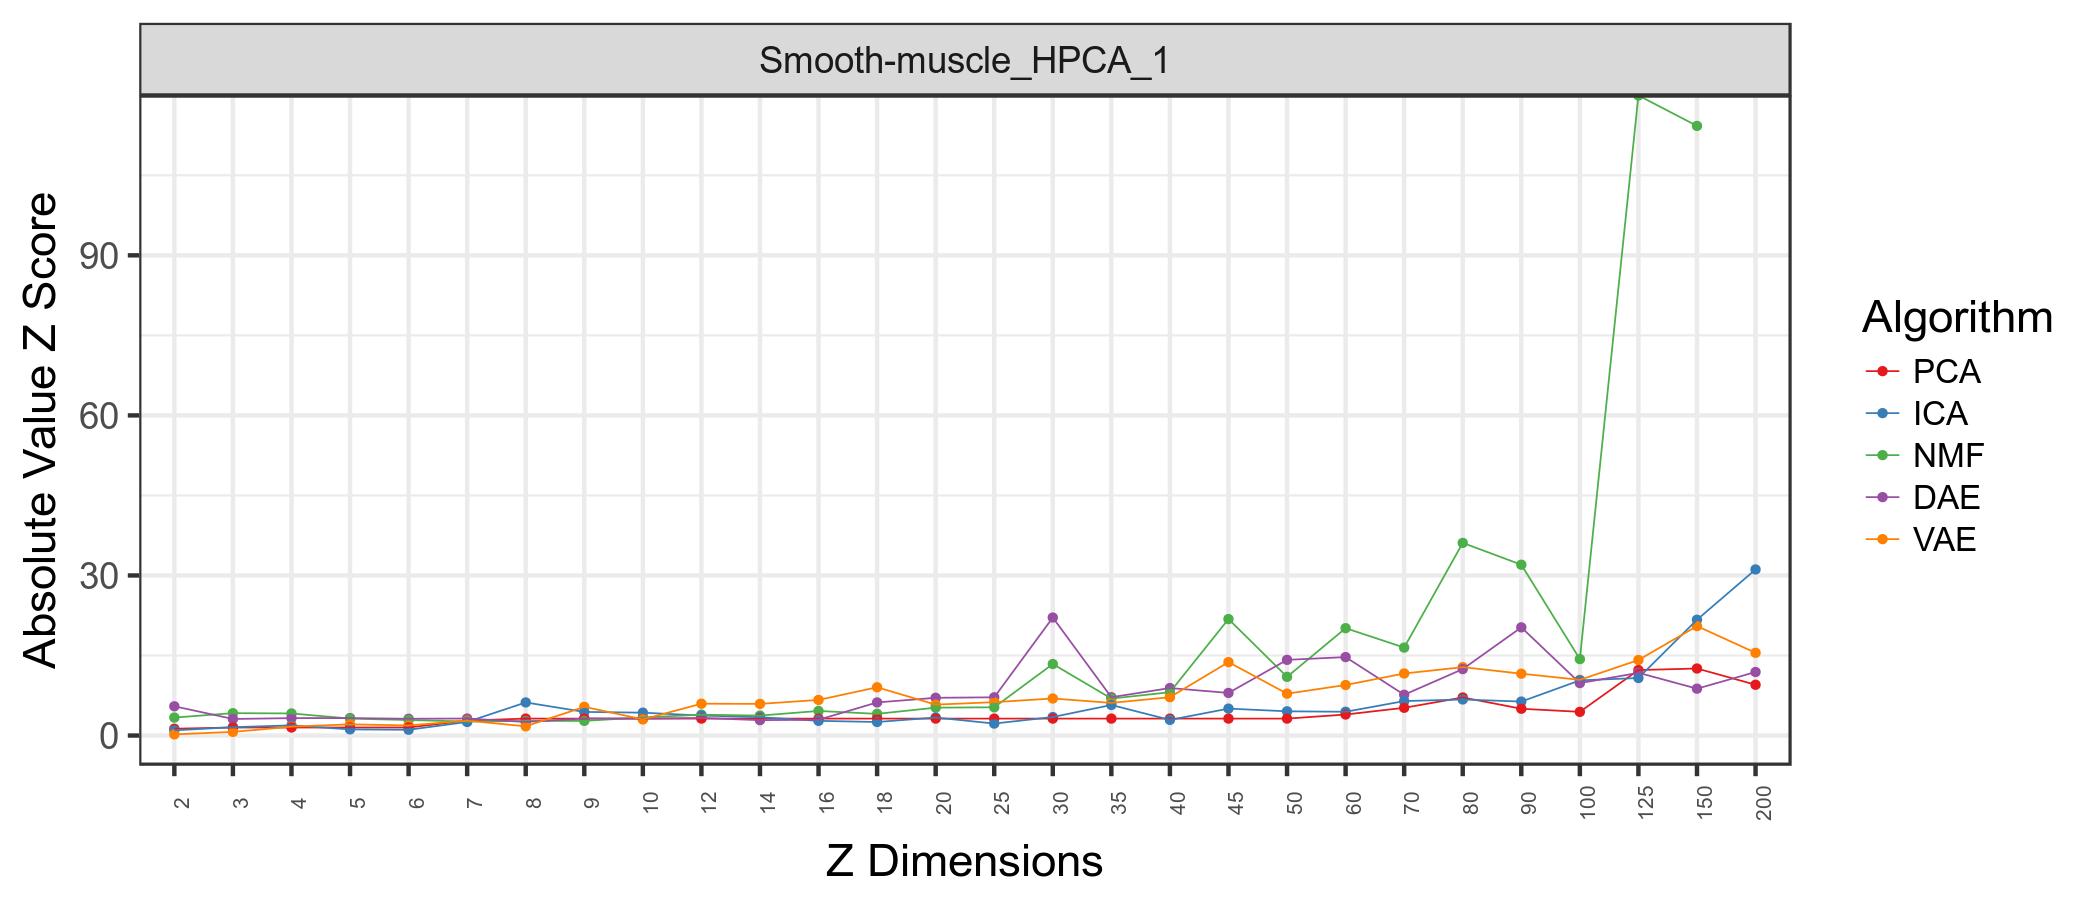 Smooth-muscle_HPCA_1
Absolute Value Z Score
90
60
30
0
2 3 4 5 6 7 8 9 10 12 14 16 18 20 25 30 35 40 45 50 60 70 80 90 100 125 150 200
Z Dimensions
Algorithm
PCA
ICA
NMF
DAE
VAE